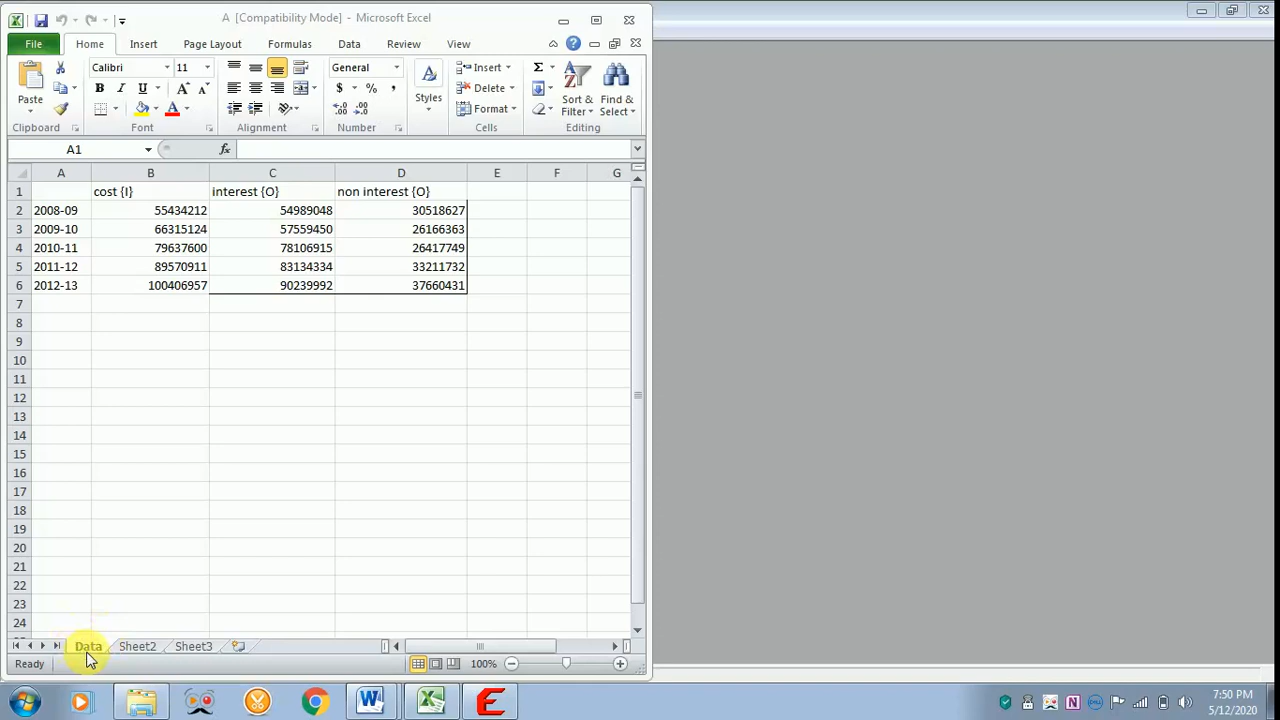 A [Compatibility Mode] - Microsoft Excel
File Home Insert Page Layout Formulas Data Review View
Paste
Calibri 11
B I U A A
A
General
$ % ,
Styles
Insert
Delete
Format
Σ
Sort & Filter
Find & Select
Clipboard Font Alignment Number Cells Editing
A1 fx
A B C D E F G
1 cost {I} interest {O} non interest {O}
2 2008-09 55434212 54989048 30518627
3 2009-10 66315124 57559450 26166363
4 2010-11 79637600 78106915 26417749
5 2011-12 89570911 83134334 33211732
6 2012-13 100406957 90239992 37660431
7
8
9
10
11
12
13
14
15
16
17
18
19
20
21
22
23
24
Data Sheet2 Sheet3
Ready 100%
7:50 PM
5/12/2020